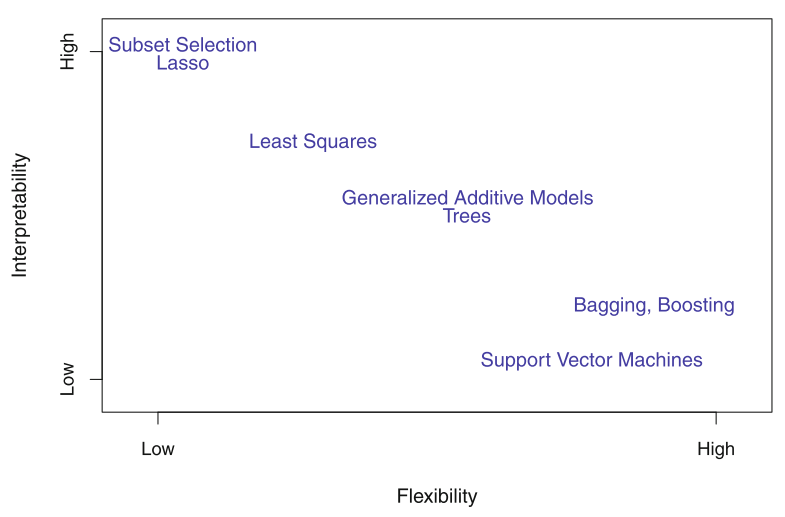 High
Subset Selection
Lasso
Least Squares
Generalized Additive Models
Trees
Interpretability
Bagging, Boosting
Support Vector Machines
Low
Low
High
Flexibility